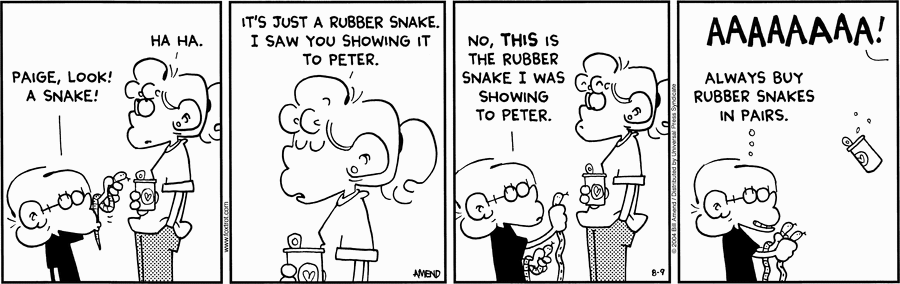 PAIGE, LOOK!
A SNAKE!
HA HA.
www.foxtrot.com
IT'S JUST A RUBBER SNAKE.
I SAW YOU SHOWING IT
TO PETER.
AMEND
NO, THIS IS
THE RUBBER
SNAKE I WAS
SHOWING
TO PETER.
8-9
© 2004 Bill Amend / Distributed by Universal Press Syndicate
AAAAAAAA!
ALWAYS BUY
RUBBER SNAKES
IN PAIRS.